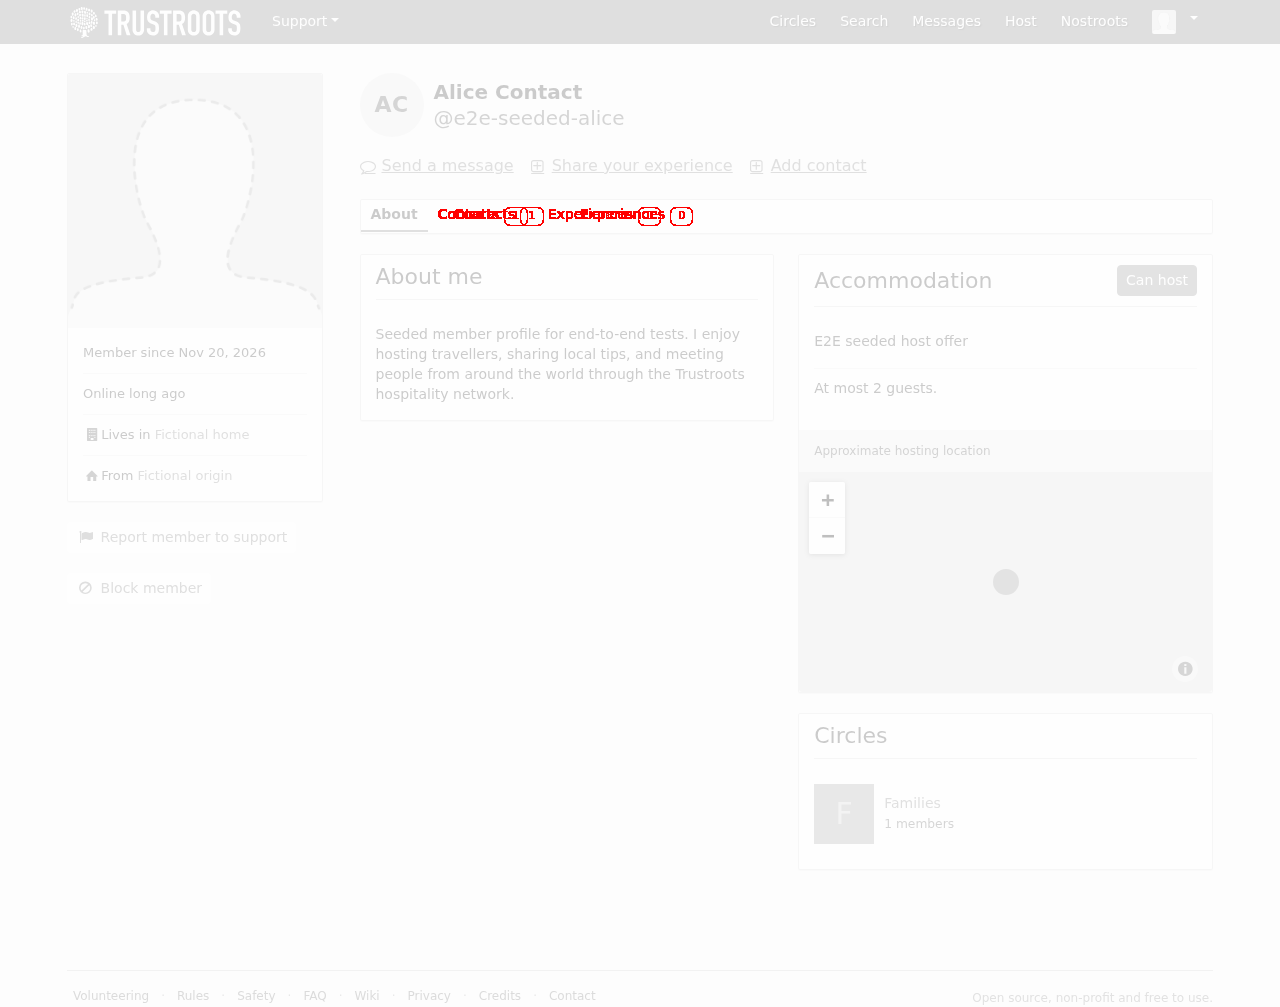 TRUSTROOTS Support Circles Search Messages Host Nostroots
AC Alice Contact
@e2e-seeded-alice
Send a message Share your experience Add contact
About
About me
Seeded member profile for end-to-end tests. I enjoy
hosting travellers, sharing local tips, and meeting
people from around the world through the Trustroots
hospitality network.
Accommodation Can host
E2E seeded host offer
At most 2 guests.
Approximate hosting location
+
−
Member since Nov 20, 2026
Online long ago
Lives in Fictional home
From Fictional origin
Report member to support
Block member
Circles
F Families
1 members
Volunteering · Rules · Safety · FAQ · Wiki · Privacy · Credits · Contact
Open source, non-profit and free to use.